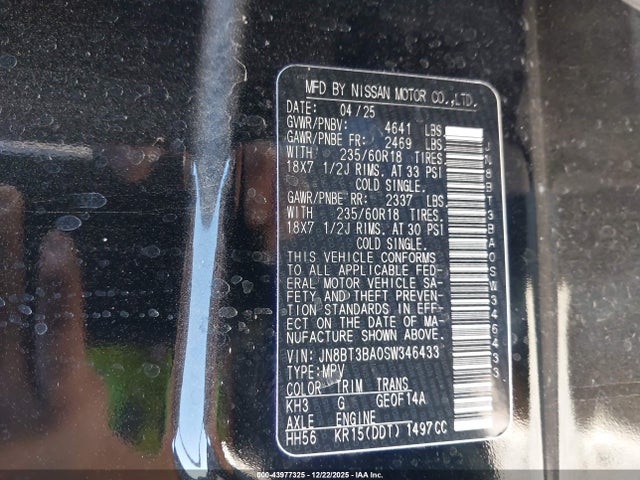 MFD BY NISSAN MOTOR CO.,LTD.
DATE: 04/25
GVWR/PNBV: 4641 LBS
GAWR/PNBE FR: 2469 LBS
WITH 235/60R18 TIRES
18X7 1/2J RIMS. AT 33 PSI
COLD SINGLE.
GAWR/PNBE RR: 2337 LBS
WITH 235/60R18 TIRES.
18X7 1/2J RIMS. AT 30 PSI
COLD SINGLE.
THIS VEHICLE CONFORMS
TO ALL APPLICABLE FED-
ERAL MOTOR VEHICLE SA-
FETY AND THEFT PREVEN-
TION STANDARDS IN EFF-
ECT ON THE DATE OF MA-
NUFACTURE SHOWN ABOVE.
VIN: JN8BT3BA0SW346433
TYPE:MPV
COLOR TRIM TRANS
KH3 G GE0F14A
AXLE ENGINE
HH56 KR15(DDT) 1497CC
JN8BT3BA0SW346433
000-43977325 - 12/22/2025 - IAA Inc.